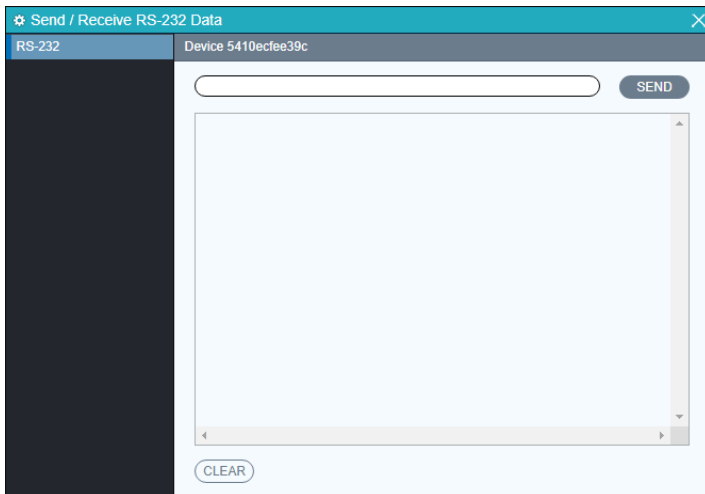 Send / Receive RS-232 Data
RS-232
Device 5410ecfee39c
SEND
CLEAR